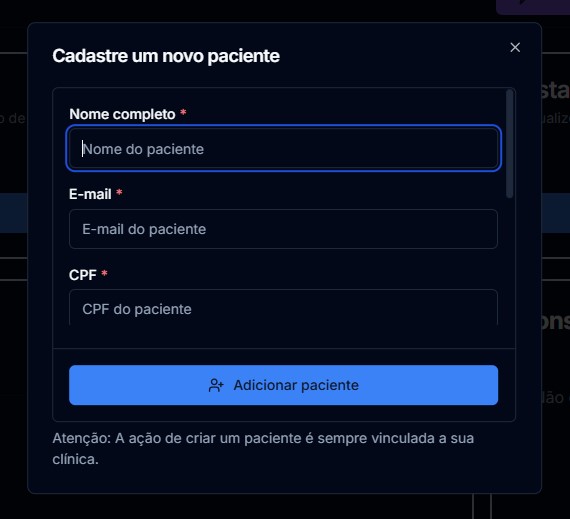 Cadastre um novo paciente
Nome completo *
Nome do paciente
E-mail *
E-mail do paciente
CPF *
CPF do paciente
Adicionar paciente
Atenção: A ação de criar um paciente é sempre vinculada a sua
clínica.